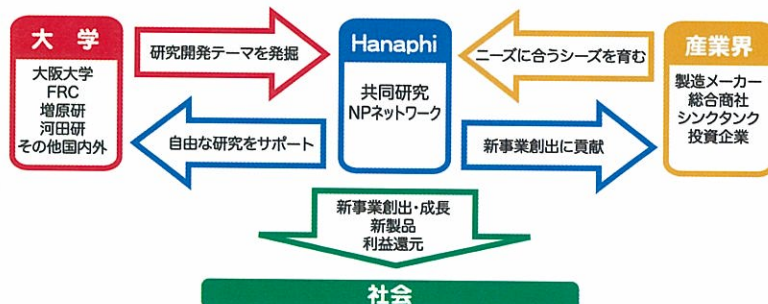 大学
大阪大学
FRC
増原研
河田研
その他国内外
研究開発テーマを発掘
自由な研究をサポート
Hanaphi
共同研究
NPネットワーク
ニーズに合うシーズを育む
新事業創出に貢献
産業界
製造メーカー
総合商社
シンクタンク
投資企業
新事業創出・成長
新製品
利益還元
社会